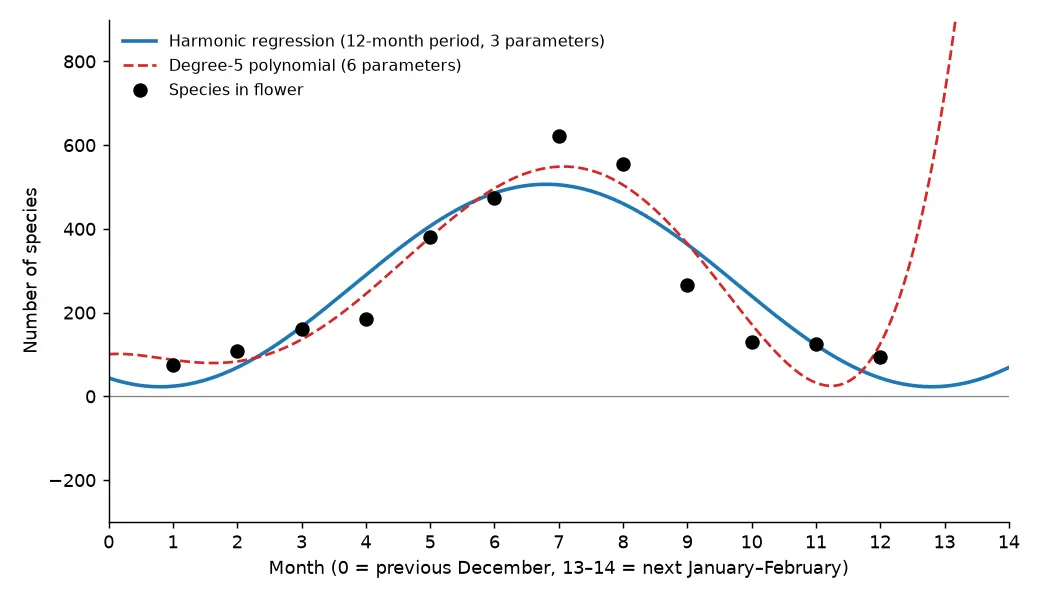 Harmonic regression (12-month period, 3 parameters)
Degree-5 polynomial (6 parameters)
Species in flower
Number of species
800
600
400
200
0
−200
0 1 2 3 4 5 6 7 8 9 10 11 12 13 14
Month (0 = previous December, 13–14 = next January–February)